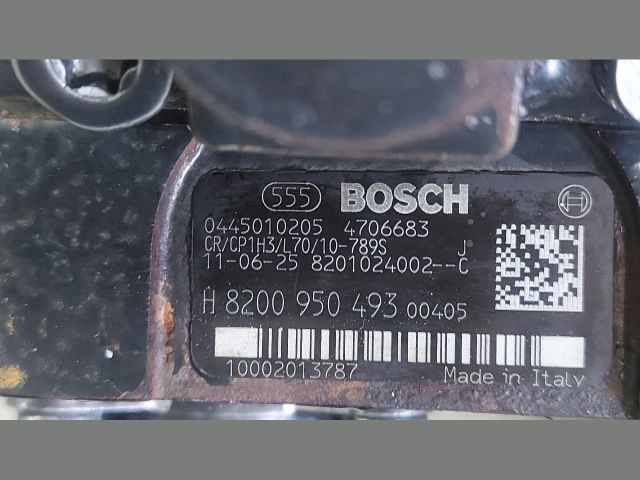 555 BOSCH
0445010205 4706683
CR/CP1H3/L70/10-789S J
11-06-25 8201024002--C
H 8200 950 493 00405
10002013787 Made in Italy